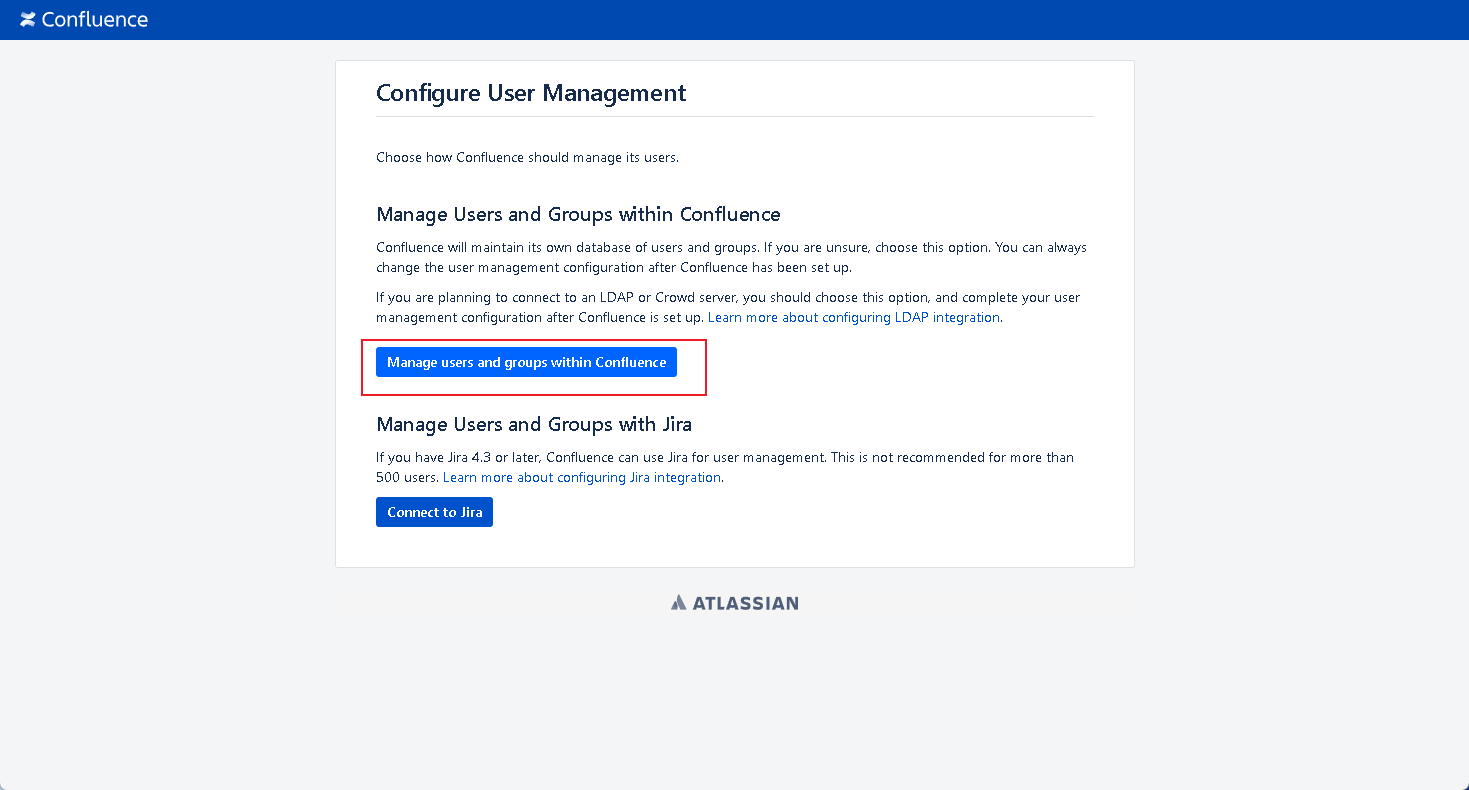 Confluence
Configure User Management
Choose how Confluence should manage its users.
Manage Users and Groups within Confluence
Confluence will maintain its own database of users and groups. If you are unsure, choose this option. You can always
change the user management configuration after Confluence has been set up.
If you are planning to connect to an LDAP or Crowd server, you should choose this option, and complete your user
management configuration after Confluence is set up. Learn more about configuring LDAP integration.
Manage users and groups within Confluence
Manage Users and Groups with Jira
If you have Jira 4.3 or later, Confluence can use Jira for user management. This is not recommended for more than
500 users. Learn more about configuring Jira integration.
Connect to Jira
ATLASSIAN